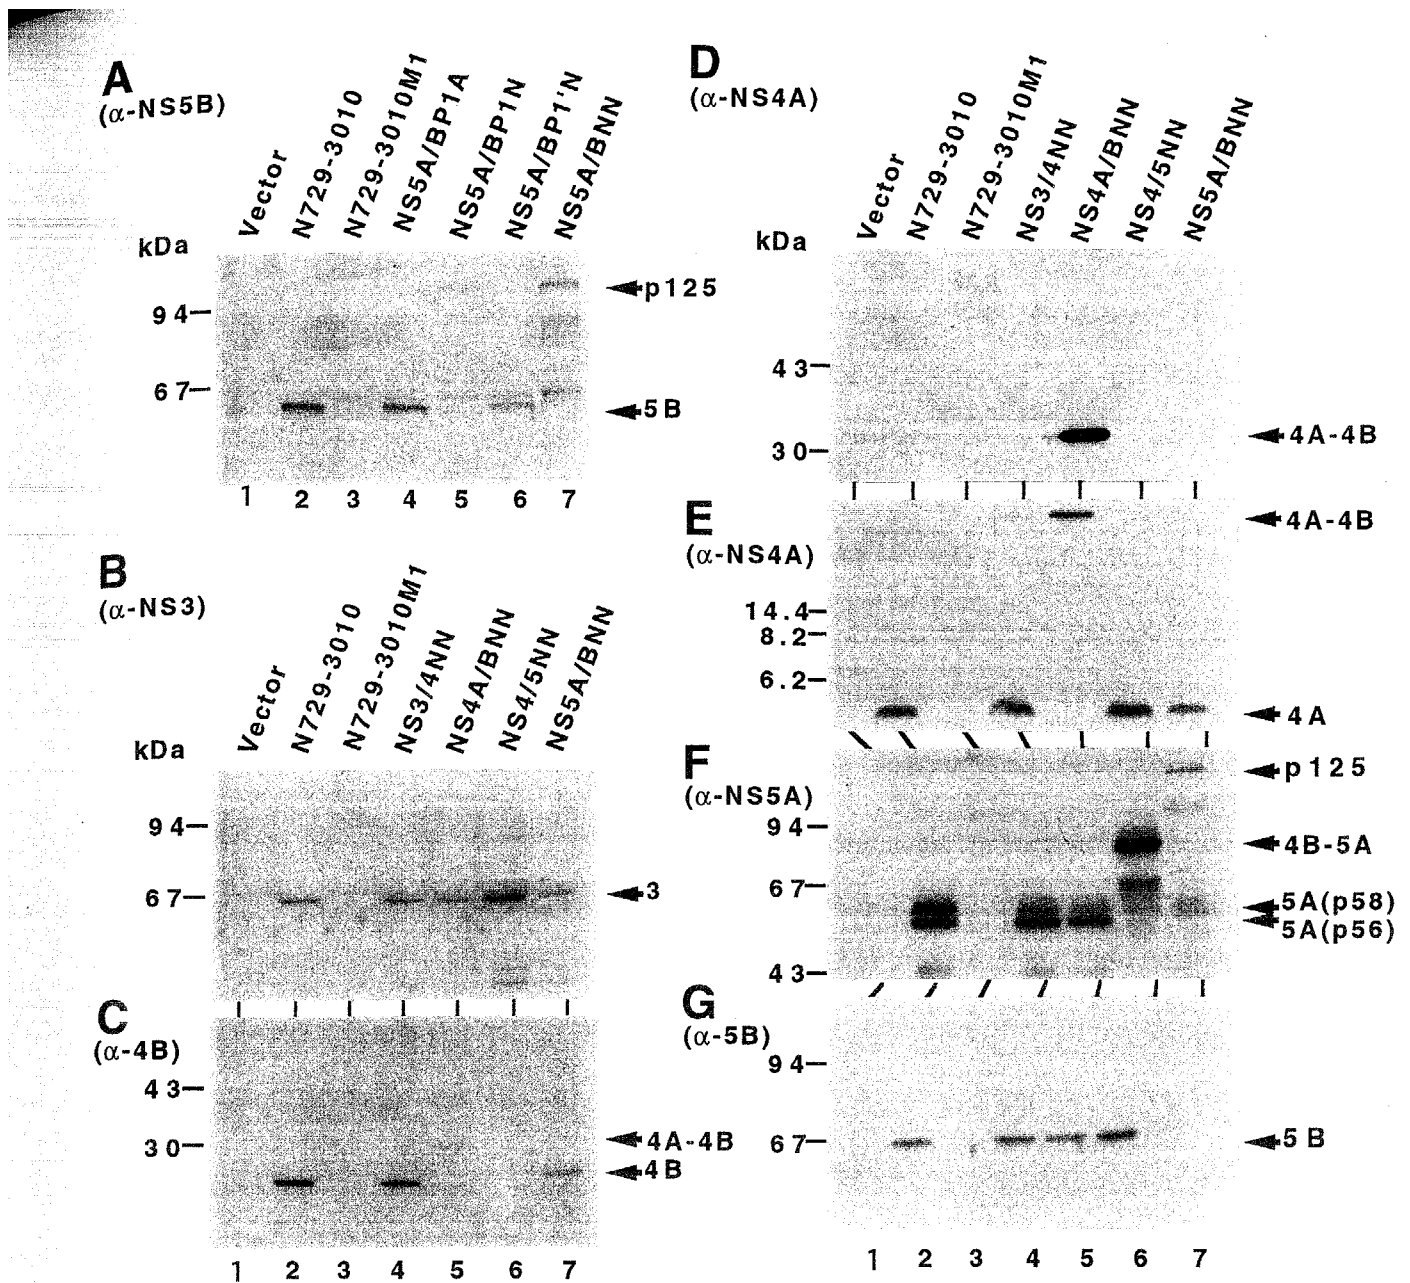 A
(α-NS5B)
Vector
N729-3010
N729-3010M1
NS5A/BP1A
NS5A/BP1N
NS5A/BP1'N
NS5A/BNN
kDa
94
67
p125
5B
1 2 3 4 5 6 7
B
(α-NS3)
Vector
N729-3010
N729-3010M1
NS3/4NN
NS4A/BNN
NS4/5NN
NS5A/BNN
kDa
94
67
3
C
(α-4B)
43
30
4A-4B
4B
1 2 3 4 5 6 7
D
(α-NS4A)
Vector
N729-3010
N729-3010M1
NS3/4NN
NS4A/BNN
NS4/5NN
NS5A/BNN
kDa
43
30
4A-4B
E
(α-NS4A)
4A-4B
14.4
8.2
6.2
4A
F
(α-NS5A)
p125
94
4B-5A
67
5A(p58)
5A(p56)
43
G
(α-5B)
94
67
5B
1 2 3 4 5 6 7